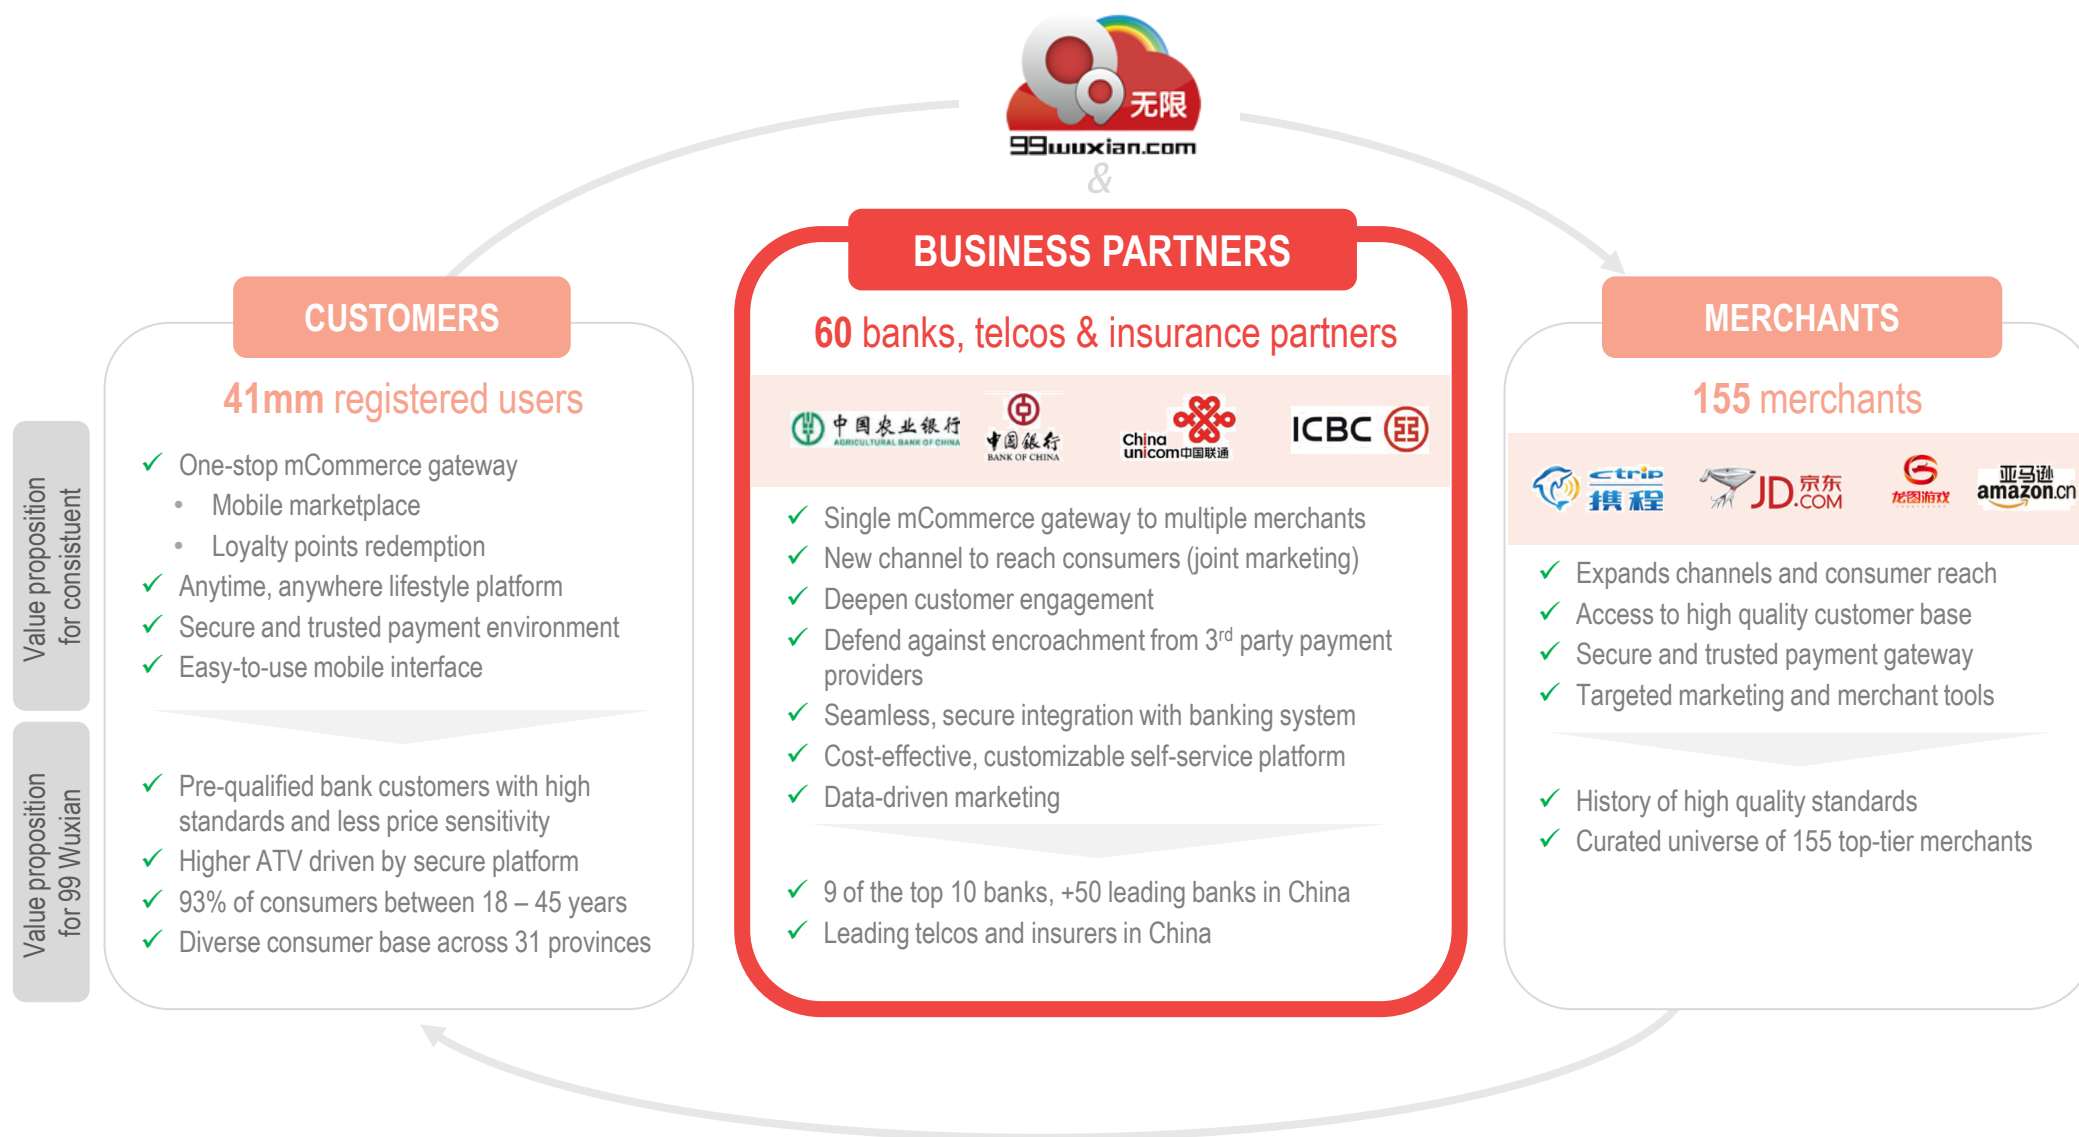 无限
99wuxian.com
&
BUSINESS PARTNERS
60 banks, telcos & insurance partners
中国农业银行
AGRICULTURAL BANK OF CHINA
中国银行
BANK OF CHINA
China
unicom中国联通
ICBC
Single mCommerce gateway to multiple merchants
New channel to reach consumers (joint marketing)
Deepen customer engagement
Defend against encroachment from 3rd party payment
providers
Seamless, secure integration with banking system
Cost-effective, customizable self-service platform
Data-driven marketing
9 of the top 10 banks, +50 leading banks in China
Leading telcos and insurers in China
CUSTOMERS
41mm registered users
One-stop mCommerce gateway
• Mobile marketplace
• Loyalty points redemption
Anytime, anywhere lifestyle platform
Secure and trusted payment environment
Easy-to-use mobile interface
Pre-qualified bank customers with high
standards and less price sensitivity
Higher ATV driven by secure platform
93% of consumers between 18 – 45 years
Diverse consumer base across 31 provinces
MERCHANTS
155 merchants
ctrip
携程
JD.COM
京东
龙图游戏
亚马逊
amazon.cn
Expands channels and consumer reach
Access to high quality customer base
Secure and trusted payment gateway
Targeted marketing and merchant tools
History of high quality standards
Curated universe of 155 top-tier merchants
Value proposition
for consistuent
Value proposition
for 99 Wuxian